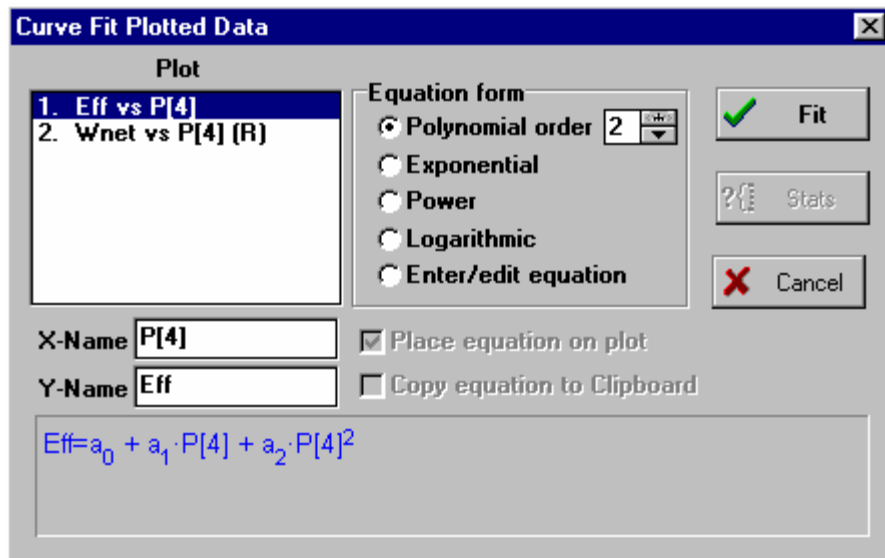 Curve Fit Plotted Data
Plot
1. Eff vs P[4]
2. Wnet vs P[4] (R)
Equation form
Polynomial order 2
Exponential
Power
Logarithmic
Enter/edit equation
Fit
?{ Stats
Cancel
X-Name P[4]
Y-Name Eff
Place equation on plot
Copy equation to Clipboard
Eff=a₀ + a₁·P[4] + a₂·P[4]²